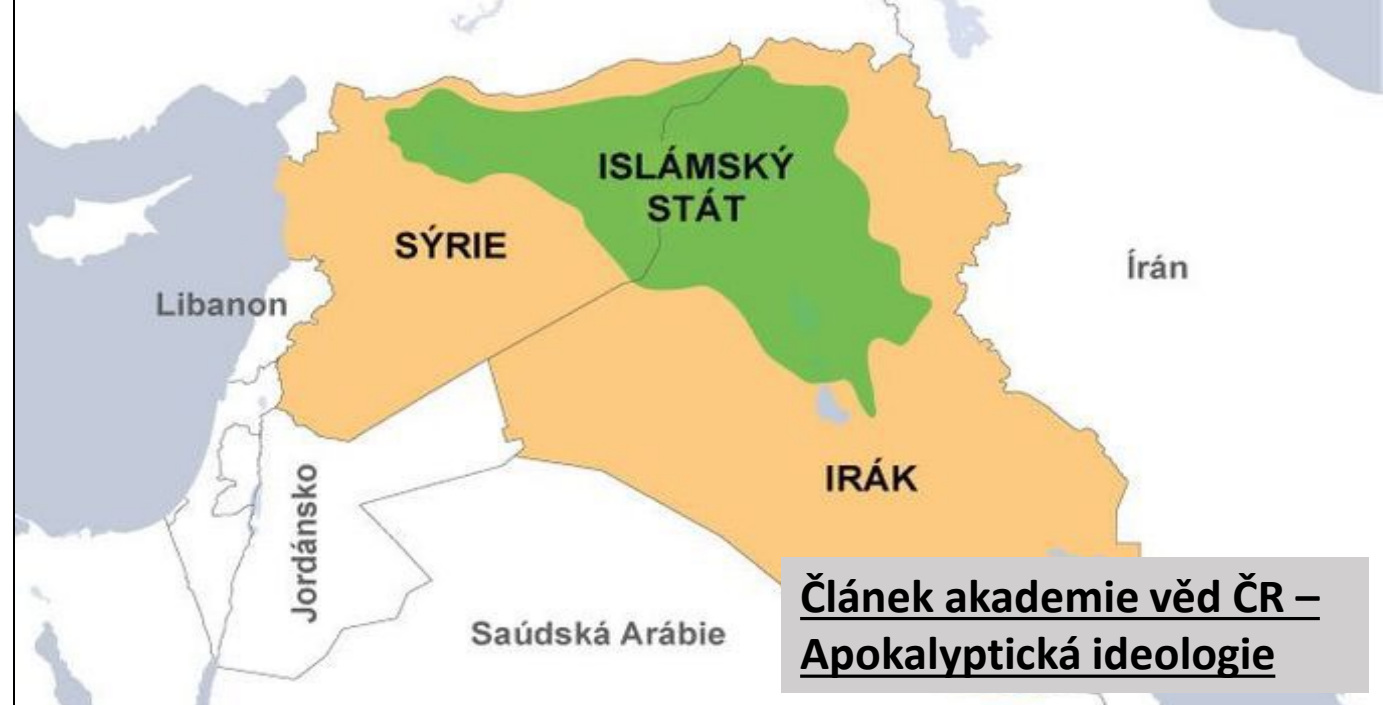 ISLÁMSKÝ
STÁT
SÝRIE
Írán
Libanon
IRÁK
Jordánsko
Saúdská Arábie
Článek akademie věd ČR –
Apokalyptická ideologie